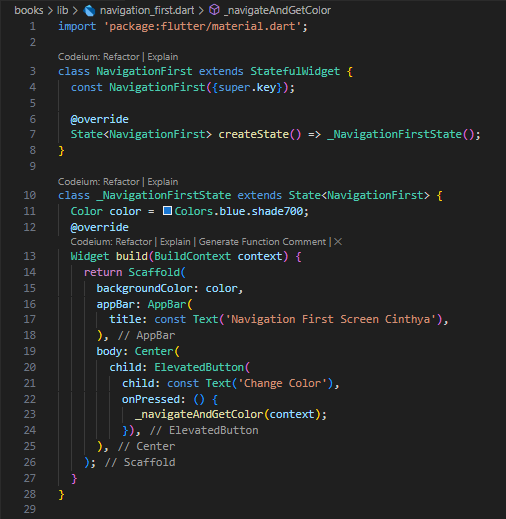 books > lib > navigation_first.dart > _navigateAndGetColor
1 import 'package:flutter/material.dart';
2
Codeium: Refactor | Explain
3 class NavigationFirst extends StatefulWidget {
4   const NavigationFirst({super.key});
5
6   @override
7   State<NavigationFirst> createState() => _NavigationFirstState();
8 }
9
Codeium: Refactor | Explain
10 class _NavigationFirstState extends State<NavigationFirst> {
11   Color color = Colors.blue.shade700;
12   @override
Codeium: Refactor | Explain | Generate Function Comment | ×
13   Widget build(BuildContext context) {
14     return Scaffold(
15       backgroundColor: color,
16       appBar: AppBar(
17         title: const Text('Navigation First Screen Cinthya'),
18       ), // AppBar
19       body: Center(
20         child: ElevatedButton(
21           child: const Text('Change Color'),
22           onPressed: () {
23             _navigateAndGetColor(context);
24           }), // ElevatedButton
25       ), // Center
26     ); // Scaffold
27   }
28 }
29